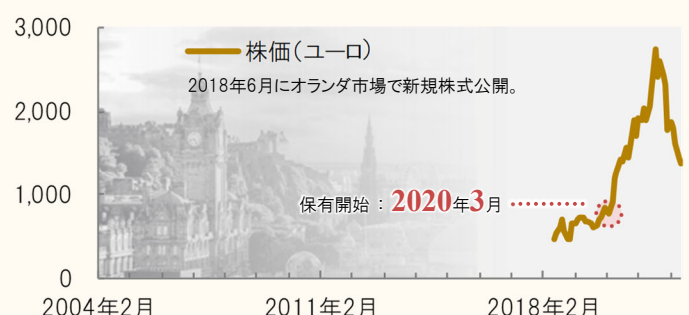 3,000
株価（ユーロ）
2018年6月にオランダ市場で新規株式公開。
2,000
1,000
保有開始 ： 2020年3月
0
2004年2月 2011年2月 2018年2月